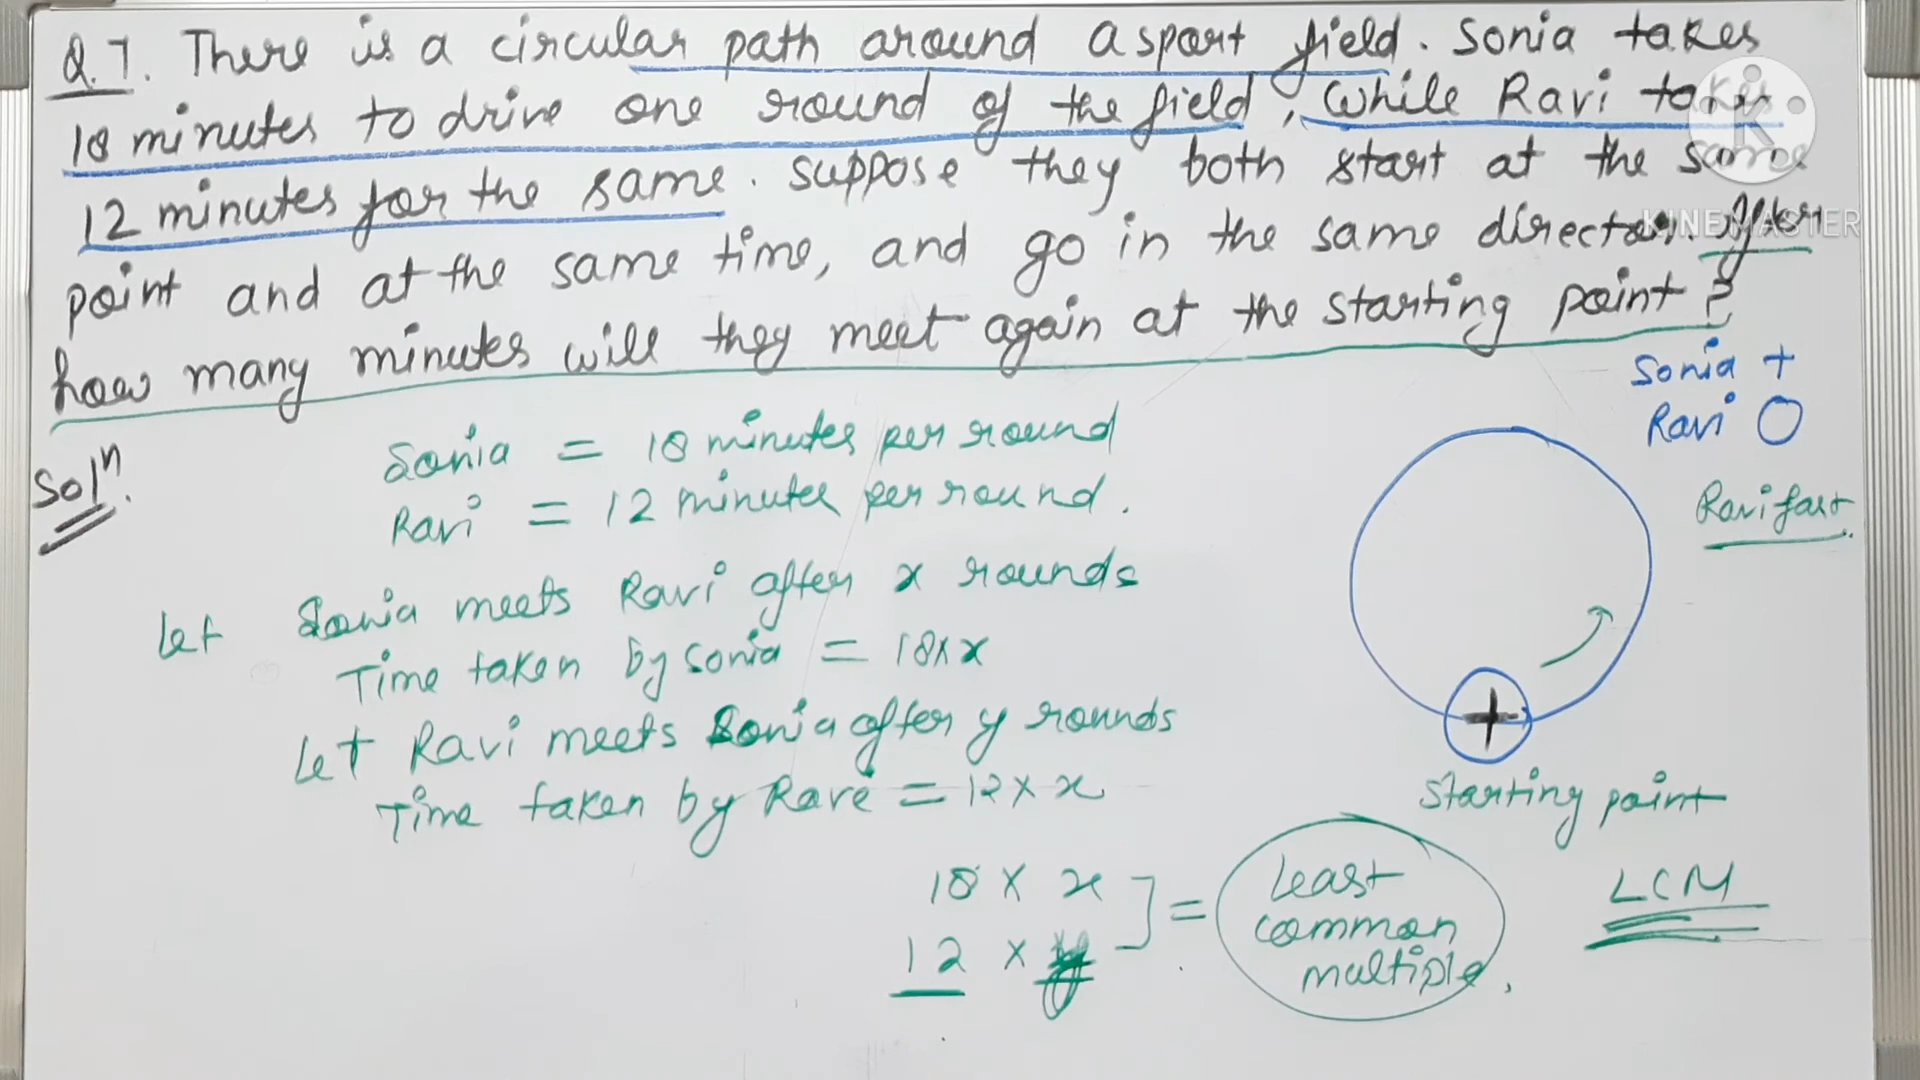 Q.7. There is a circular path around a sport field. Sonia takes
18 minutes to drive one round of the field, while Ravi takes
12 minutes for the same. suppose they both start at the same
point and at the same time, and go in the same direction. After
how many minutes will they meet again at the starting point?
Sonia +
Ravi O
Sol^n.
Sonia = 18 minutes per round
Ravi = 12 minutes per round.
Ravi fast.
Let Sonia meets Ravi after x rounds
Time taken by Sonia = 18×x
Let Ravi meets Sonia after y rounds
Time taken by Rave = 12×x
Starting point
18 × x
12 × y
] = Least
common
multiple.
LCM
K
KINEMASTER